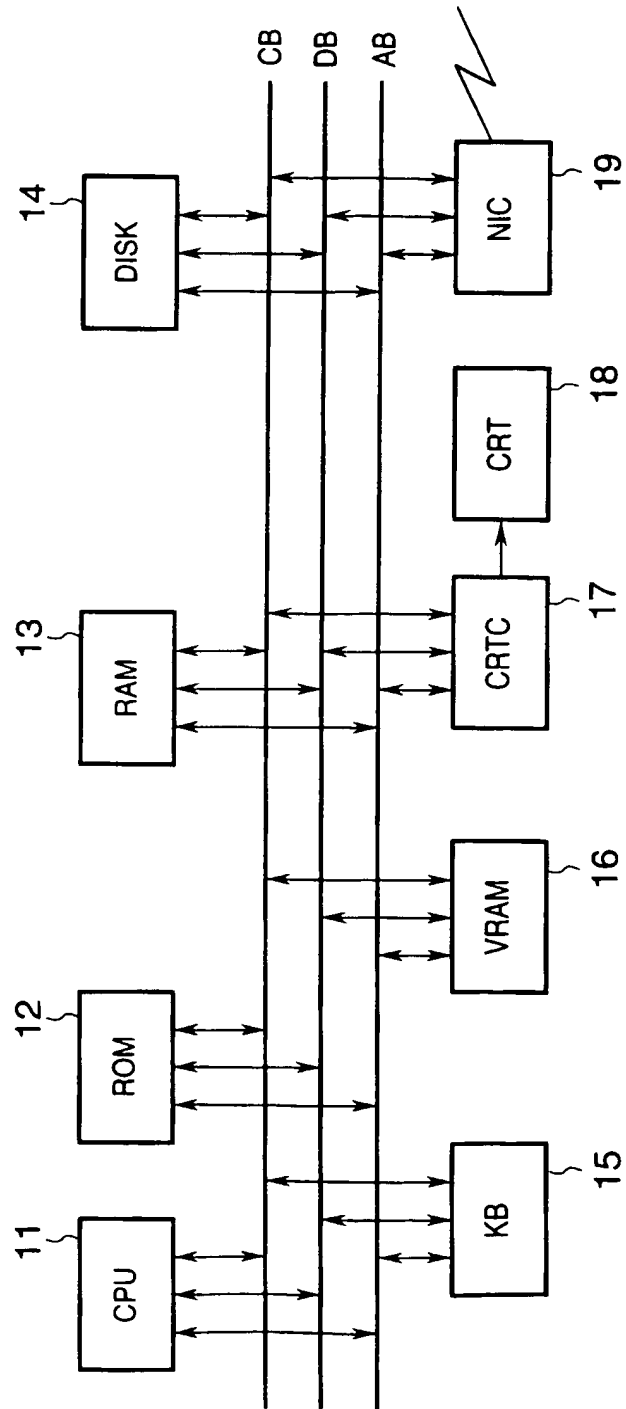 11
CPU
12
ROM
13
RAM
14
DISK
CB
DB
AB
15
KB
16
VRAM
17
CRTC
18
CRT
19
NIC